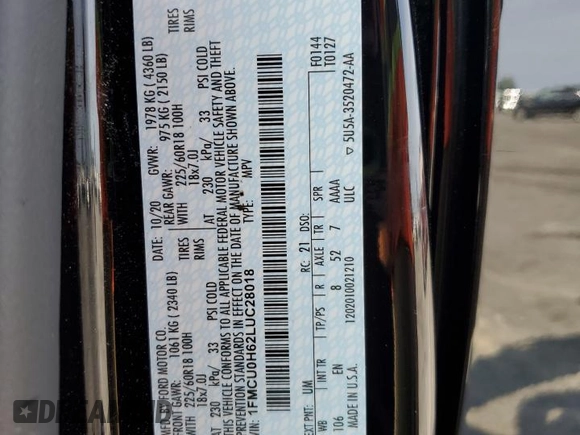 MFD BY FORD MOTOR CO.
10/20 GVWR: 1978 KG ( 4360 LB)
FRONT GAWR: 1061 KG ( 2340 LB)
REAR GAWR: 975 KG ( 2150 LB)
WITH 225/60R18 100H TIRES
WITH 225/60R18 100H TIRES
18x7.0J RIMS
18x7.0J RIMS
AT 230 kPa/ 33 PSI COLD
AT 230 kPa/ 33 PSI COLD
THIS VEHICLE CONFORMS TO ALL APPLICABLE FEDERAL MOTOR VEHICLE SAFETY AND THEFT
PREVENTION STANDARDS IN EFFECT ON THE DATE OF MANUFACTURE SHOWN ABOVE.
VIN: 1FMCU0H62LUC28018
TYPE: MPV
F0144
T0127
EXT PNT: UM RC: 21 DSO:
WB INT TR TP/PS R AXLE TR SPR
106 EN 8 52 7 AAAA
ULC
1202010021210
MADE IN U.S.A.
▽ 5U5A-3520472-AA
AutoBidMaster